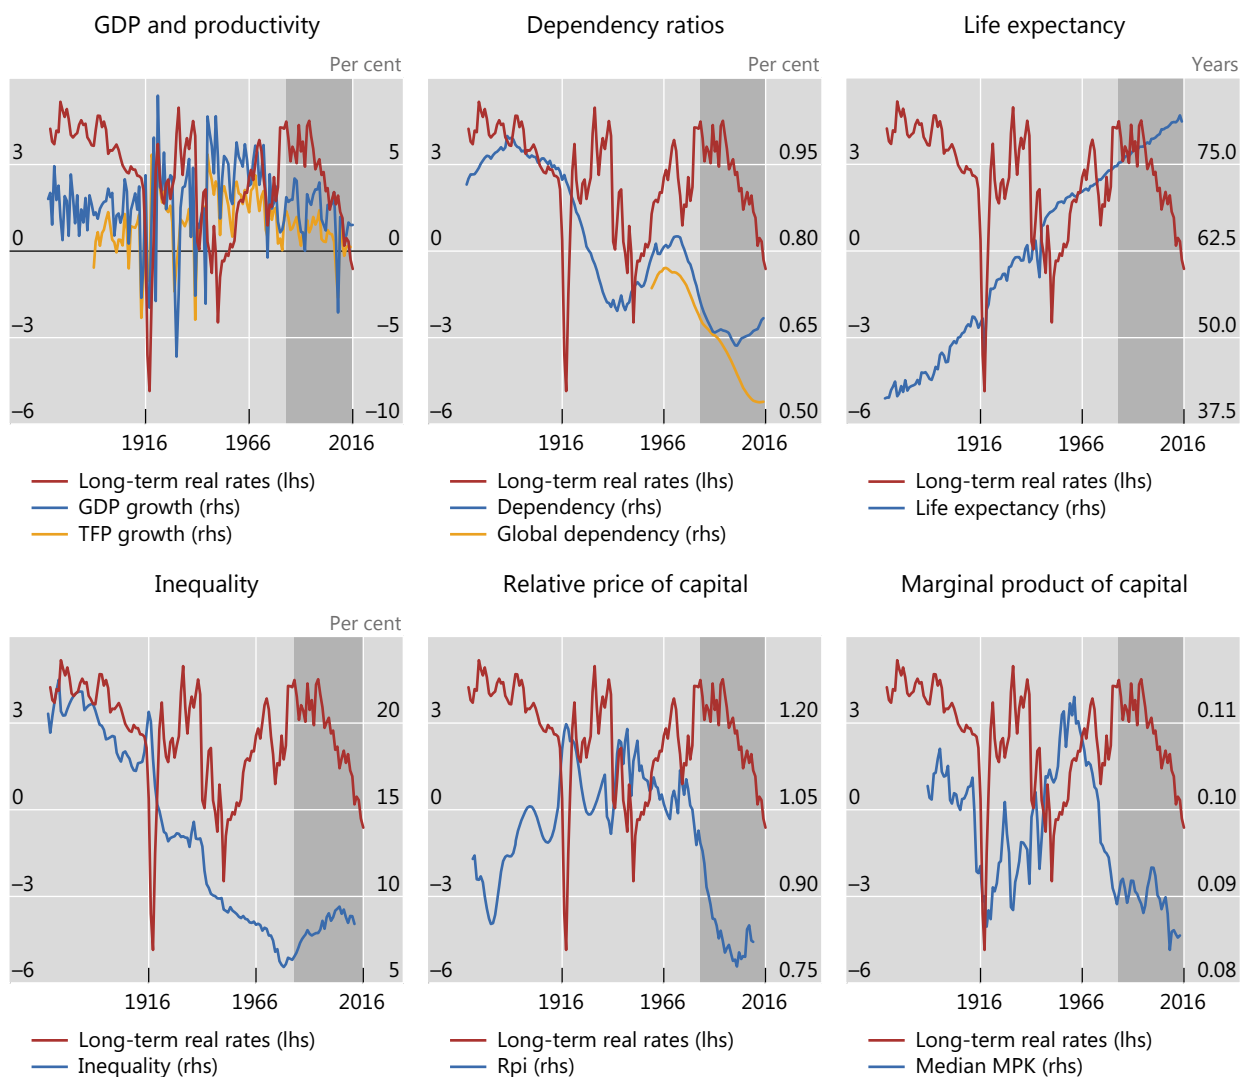 GDP and productivity
Dependency ratios
Life expectancy
Per cent
Per cent
Years
3
5
3
0.95
3
75.0
0
0
0
0.80
0
62.5
−3
−5
−3
0.65
−3
50.0
−6
−10
−6
0.50
−6
37.5
1916 1966 2016
1916 1966 2016
1916 1966 2016
Long-term real rates (lhs)
GDP growth (rhs)
TFP growth (rhs)
Long-term real rates (lhs)
Dependency (rhs)
Global dependency (rhs)
Long-term real rates (lhs)
Life expectancy (rhs)
Inequality
Relative price of capital
Marginal product of capital
Per cent
3
20
3
1.20
3
0.11
0
15
0
1.05
0
0.10
−3
10
−3
0.90
−3
0.09
−6
5
−6
0.75
−6
0.08
1916 1966 2016
1916 1966 2016
1916 1966 2016
Long-term real rates (lhs)
Inequality (rhs)
Long-term real rates (lhs)
Rpi (rhs)
Long-term real rates (lhs)
Median MPK (rhs)